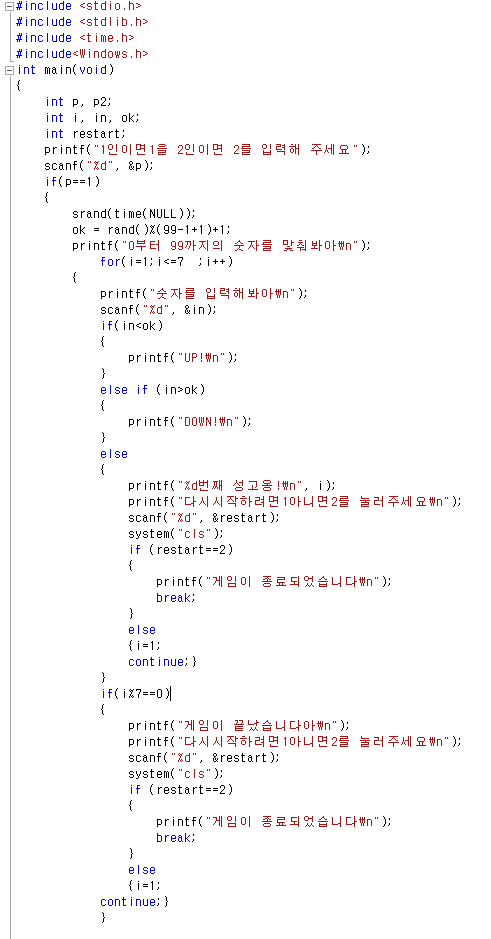 #include <stdio.h>
#include <stdlib.h>
#include <time.h>
#include<Windows.h>
int main(void)
{
    int p, p2;
    int i, in, ok;
    int restart;
    printf("1인이면1을 2인이면 2를 입력해 주세요");
    scanf("%d", &p);
    if(p==1)
    {
        srand(time(NULL));
        ok = rand()%(99-1+1)+1;
        printf("0부터 99까지의 숫자를 맟춰봐아₩n");
            for(i=1;i<=7  ;i++)
        {
            printf("숫자를 입력해봐아₩n");
            scanf("%d", &in);
            if(in<ok)
            {
                printf("UP!₩n");
            }
            else if (in>ok)
            {
                printf("DOWN!₩n");
            }
            else
            {
                printf("%d번째 성고옹!₩n", i);
                printf("다시시작하려면1아니면2를 눌러주세요₩n");
                scanf("%d", &restart);
                system("cls");
                if (restart==2)
                {
                    printf("게임이 종료되었습니다₩n");
                    break;
                }
                else
                {i=1;
                continue;}
            }
            if(i%7==0)
            {
                printf("게임이 끝났습니다아₩n");
                printf("다시시작하려면1아니면2를 눌러주세요₩n");
                scanf("%d", &restart);
                system("cls");
                if (restart==2)
                {
                    printf("게임이 종료되었습니다₩n");
                    break;
                }
                else
                {i=1;
            continue;}
            }